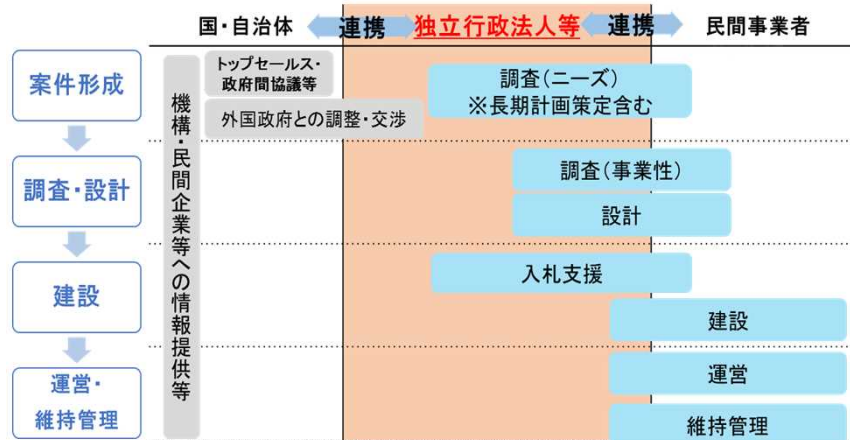 国・自治体
連携
独立行政法人等
連携
民間事業者
案件形成
調査・設計
建設
運営・
維持管理
機構・民間企業等への情報提供等
トップセールス・
政府間協議等
外国政府との調整・交渉
調査(ニーズ)
※長期計画策定含む
調査(事業性)
設計
入札支援
建設
運営
維持管理